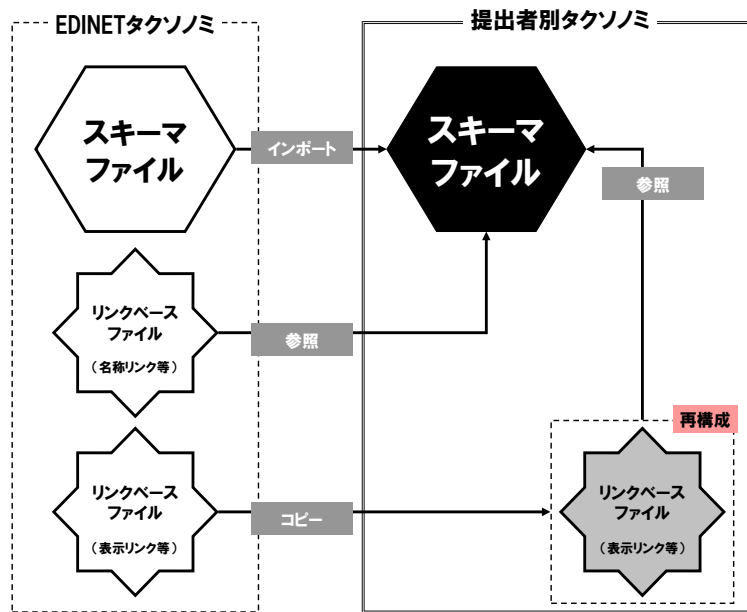 EDINETタクソノミ
提出者別タクソノミ
スキーマ
ファイル
インポート
スキーマ
ファイル
参照
リンクベース
ファイル
（名称リンク等）
参照
再構成
リンクベース
ファイル
（表示リンク等）
コピー
リンクベース
ファイル
（表示リンク等）